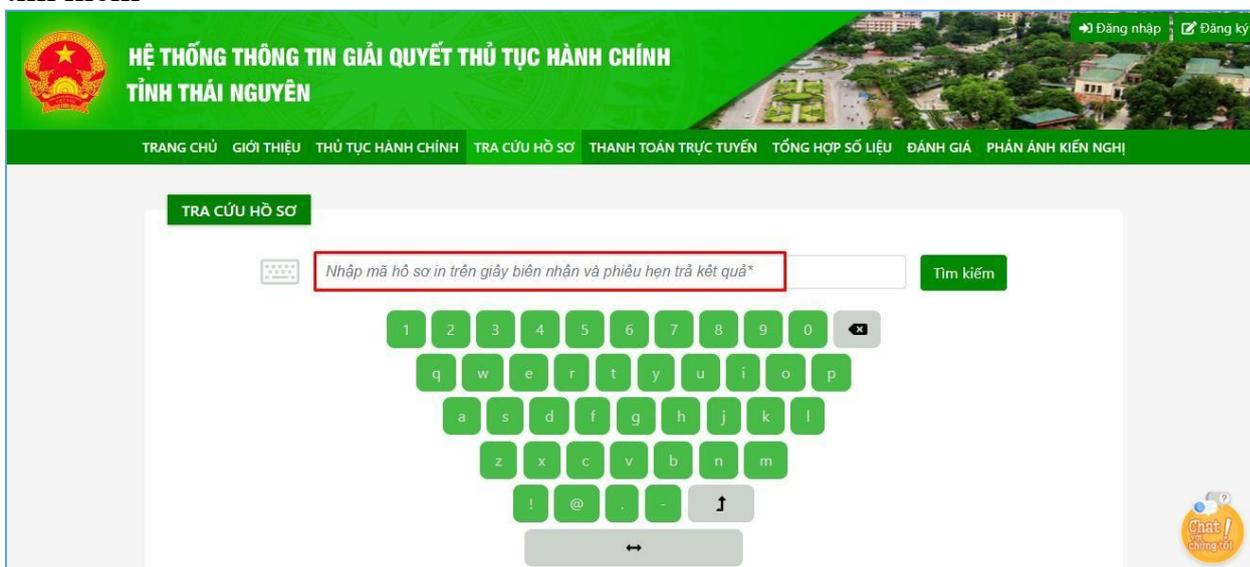 Đăng nhập Đăng ký
HỆ THỐNG THÔNG TIN GIẢI QUYẾT THỦ TỤC HÀNH CHÍNH
TỈNH THÁI NGUYÊN
TRANG CHỦ GIỚI THIỆU THỦ TỤC HÀNH CHÍNH TRA CỨU HỒ SƠ THANH TOÁN TRỰC TUYẾN TỔNG HỢP SỐ LIỆU ĐÁNH GIÁ PHẢN ÁNH KIẾN NGHỊ
TRA CỨU HỒ SƠ
Nhập mã hồ sơ in trên giấy biên nhận và phiếu hẹn trả kết quả* Tìm kiếm
1 2 3 4 5 6 7 8 9 0
q w e r t y u i o p
a s d f g h j k l
z x c v b n m
! @ . -
Chat!
với
chúng tôi